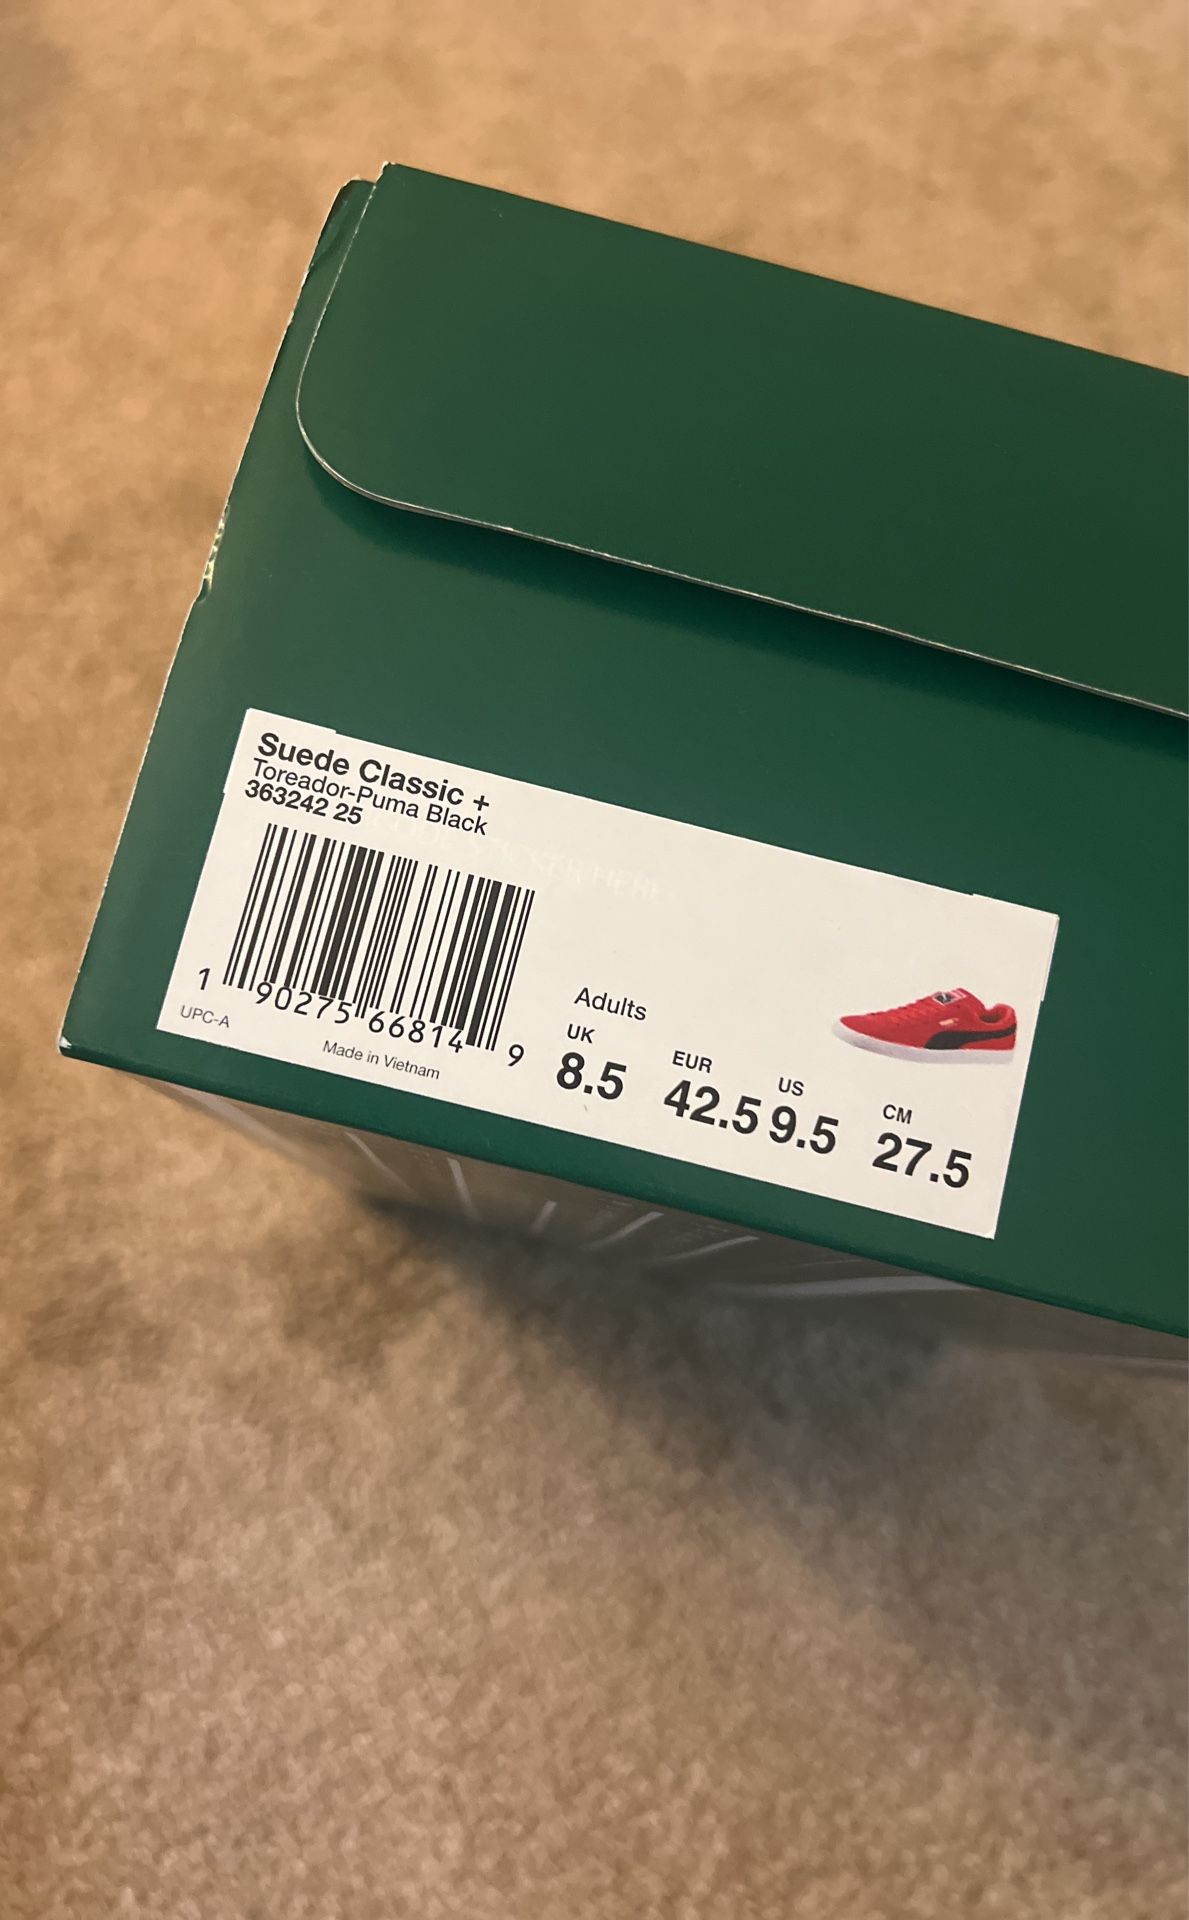 Suede Classic +
Toreador-Puma Black
363242 25
1 90275 66814 9
UPC-A
Made in Vietnam
Adults
UK EUR US CM
8.5 42.5 9.5 27.5